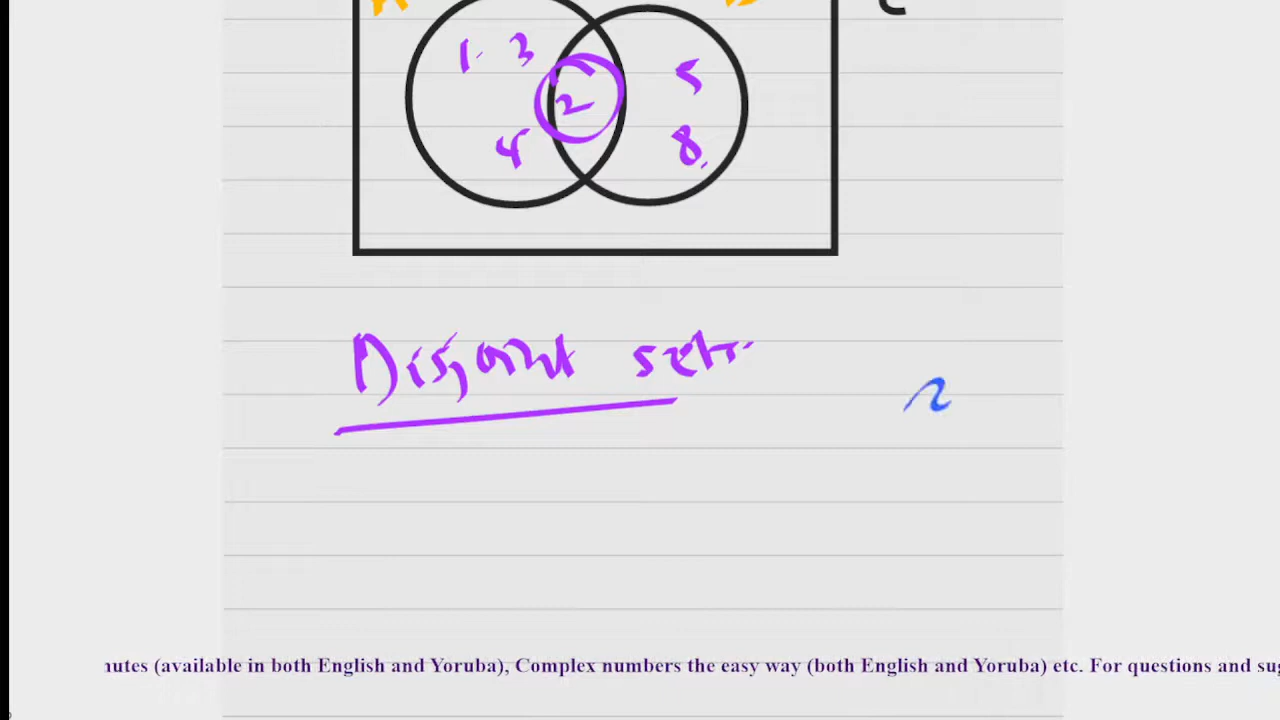 1 3
5
2
4
8
Disjoint sets
nutes (available in both English and Yoruba), Complex numbers the easy way (both English and Yoruba) etc. For questions and sug